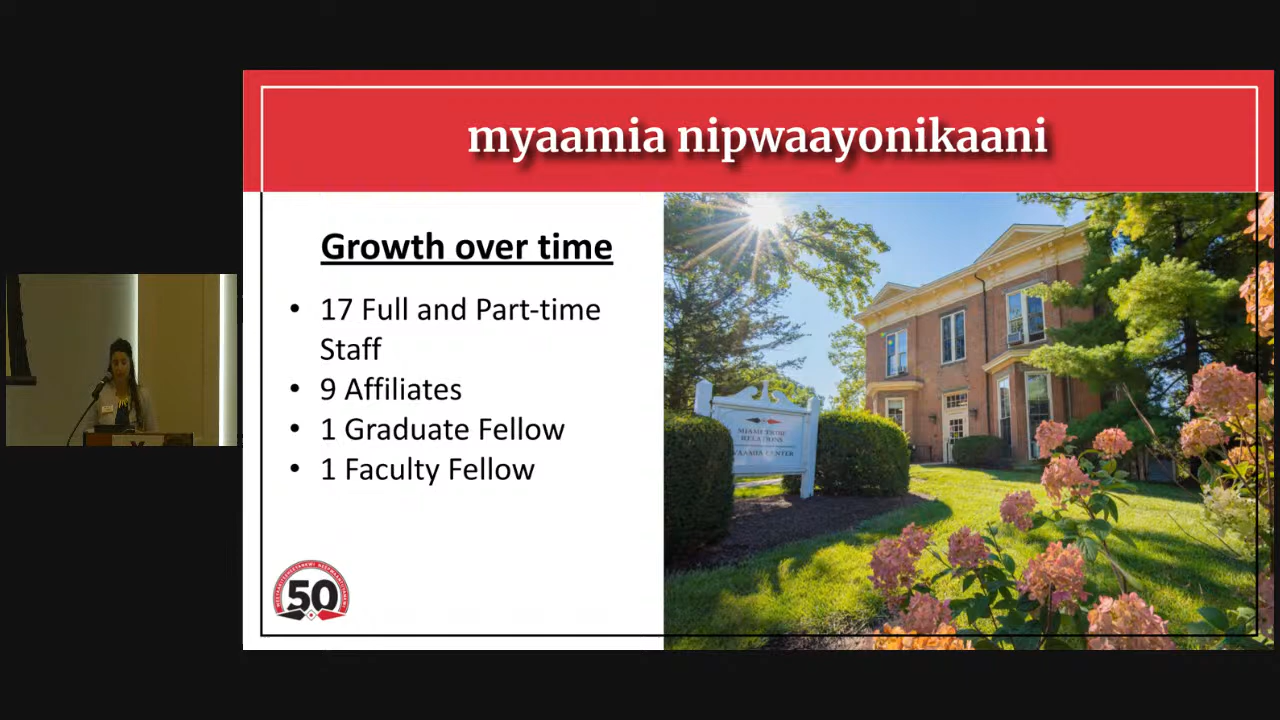 myaamia nipwaayonikaani
Growth over time
• 17 Full and Part-time
Staff
• 9 Affiliates
• 1 Graduate Fellow
• 1 Faculty Fellow
50
MIAMI TRIBE
RELATIONS
CENTER